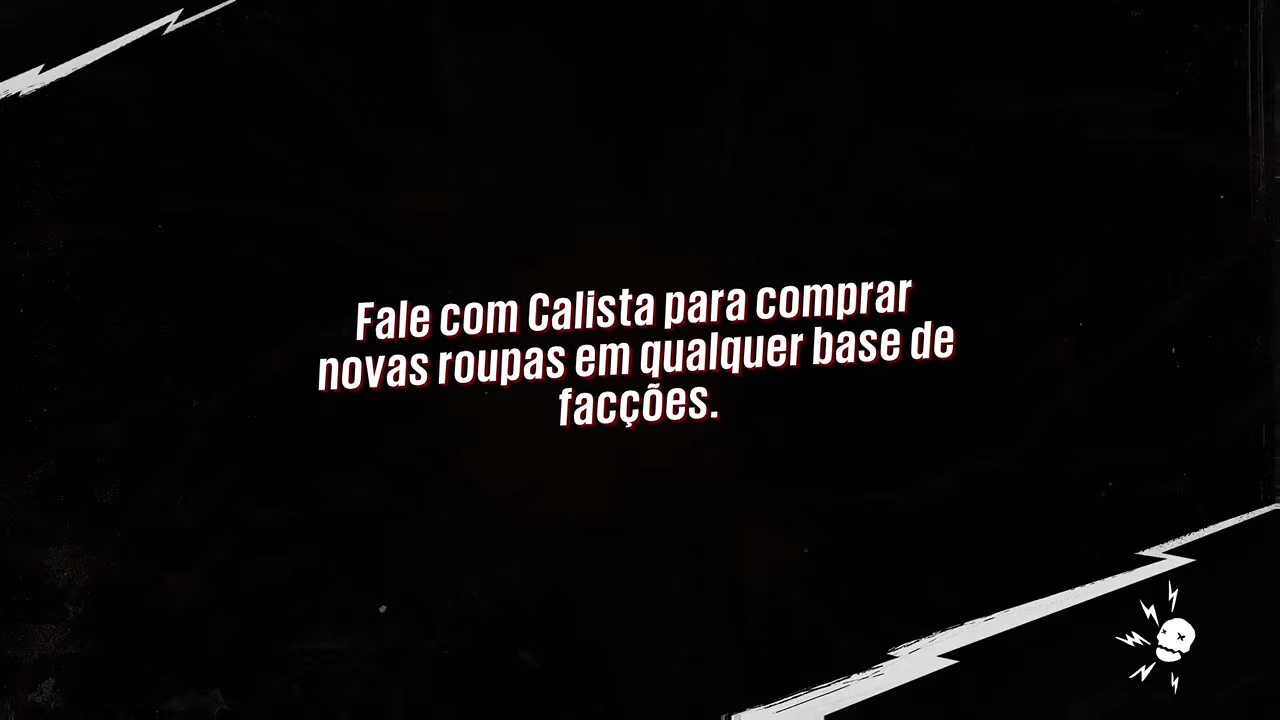 Fale com Calista para comprar
novas roupas em qualquer base de
facções.